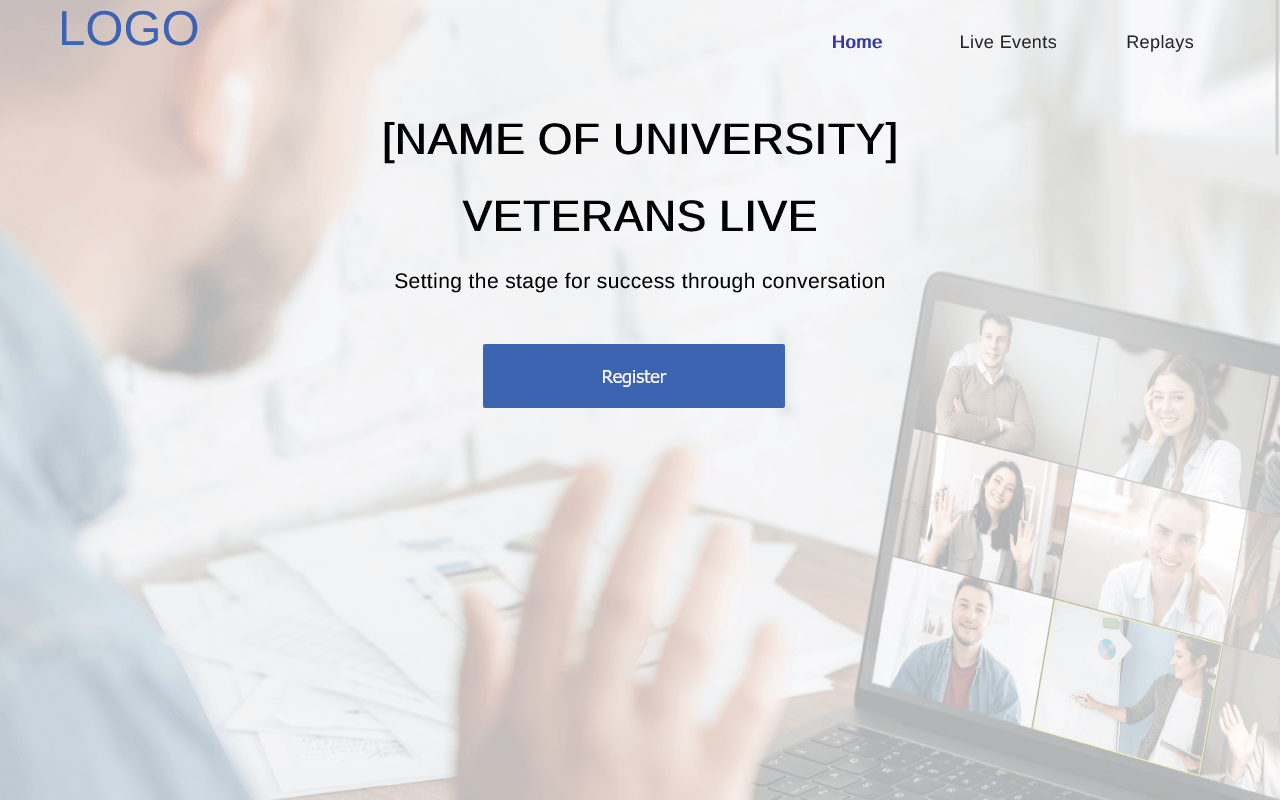 LOGO
Home Live Events Replays
[NAME OF UNIVERSITY]
VETERANS LIVE
Setting the stage for success through conversation
Register